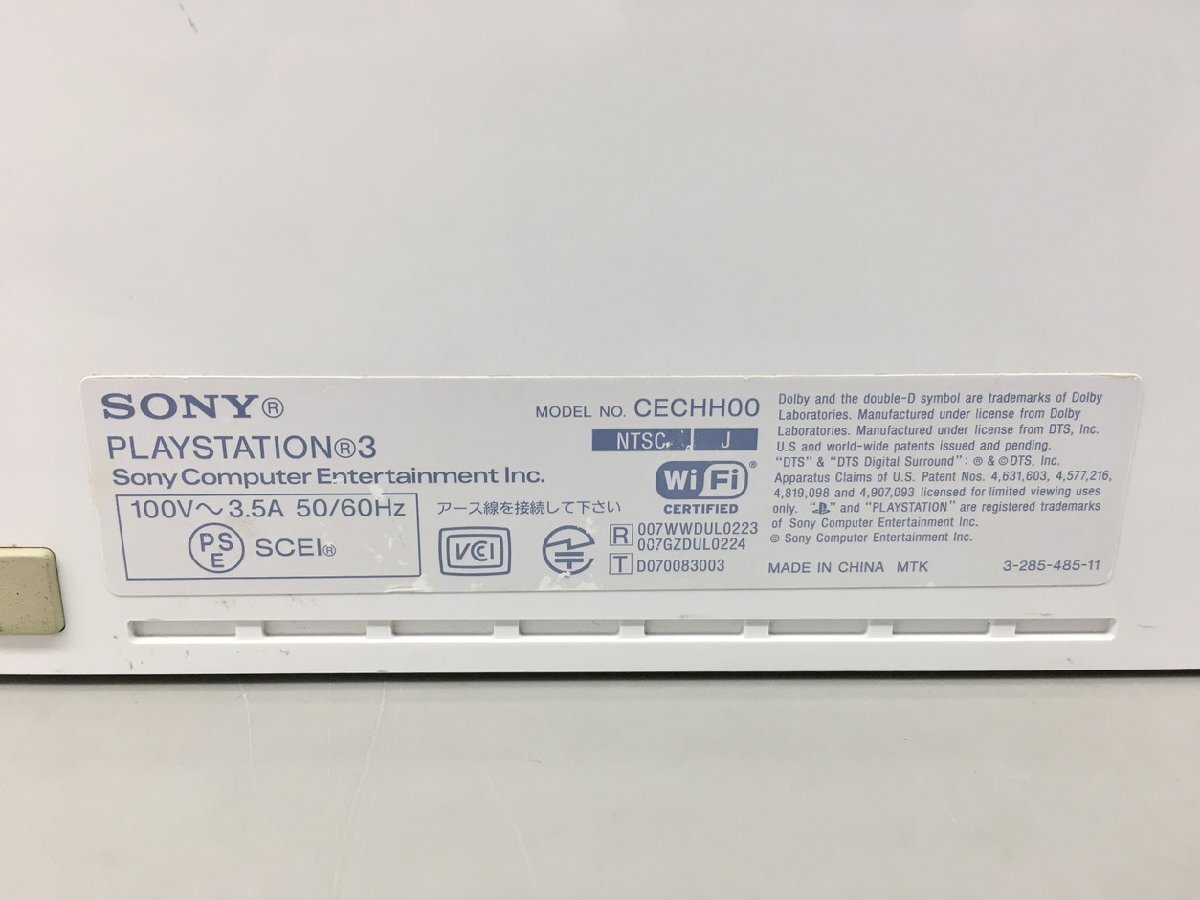 SONY®
PLAYSTATION®3
Sony Computer Entertainment Inc.
100V～ 3.5A 50/60Hz
PSE SCEI®
MODEL NO. CECHH00
NTSC J
アース線を接続して下さい
Wi Fi®
CERTIFIED
VCCI
R 007WWDUL0223
007GZDUL0224
T D070083003
Dolby and the double-D symbol are trademarks of Dolby
Laboratories. Manufactured under license from Dolby
Laboratories. Manufactured under license from DTS, Inc.
U.S and world-wide patents issued and pending.
"DTS" & "DTS Digital Surround": ® & ©DTS, Inc.
Apparatus Claims of U.S. Patent Nos. 4,631,603, 4,577,216,
4,819,098 and 4,907,093 licensed for limited viewing uses
only. " " and "PLAYSTATION" are registered trademarks
of Sony Computer Entertainment Inc.
© Sony Computer Entertainment Inc.
MADE IN CHINA MTK 3-285-485-11